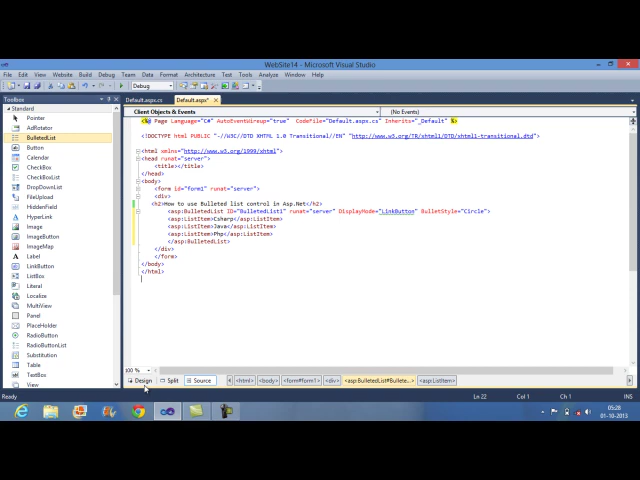 WebSite14 - Microsoft Visual Studio
File Edit View Website Build Debug Team Data Format Table Tools Architecture Test Tools Analyze Window Help
Debug
Toolbox
Default.aspx.cs Default.aspx*
Standard
Client Objects & Events (No Events)
Pointer
AdRotator
BulletedList
Button
Calendar
CheckBox
CheckBoxList
DropDownList
FileUpload
HiddenField
HyperLink
Image
ImageButton
ImageMap
Label
LinkButton
ListBox
Literal
Localize
MultiView
Panel
PlaceHolder
RadioButton
RadioButtonList
Substitution
Table
TextBox
View
<%@ Page Language="C#" AutoEventWireup="true" CodeFile="Default.aspx.cs" Inherits="_Default" %>
<!DOCTYPE html PUBLIC "-//W3C//DTD XHTML 1.0 Transitional//EN" "http://www.w3.org/TR/xhtml1/DTD/xhtml1-transitional.dtd">
<html xmlns="http://www.w3.org/1999/xhtml">
<head runat="server">
<title></title>
</head>
<body>
<form id="form1" runat="server">
<div>
<h2>How to use Bulleted list control in Asp.Net</h2>
<asp:BulletedList ID="BulletedList1" runat="server" DisplayMode="LinkButton" BulletStyle="Circle">
<asp:ListItem>Csharp</asp:ListItem>
<asp:ListItem>Java</asp:ListItem>
<asp:ListItem>Php</asp:ListItem>
</asp:BulletedList>
</div>
</form>
</body>
</html>
100 %
Design Split Source <html> <body> <form#form1> <div> <asp:BulletedList#Bullete...> <asp:ListItem>
Ready Ln 22 Col 1 Ch 1 INS
05:28
01-10-2013